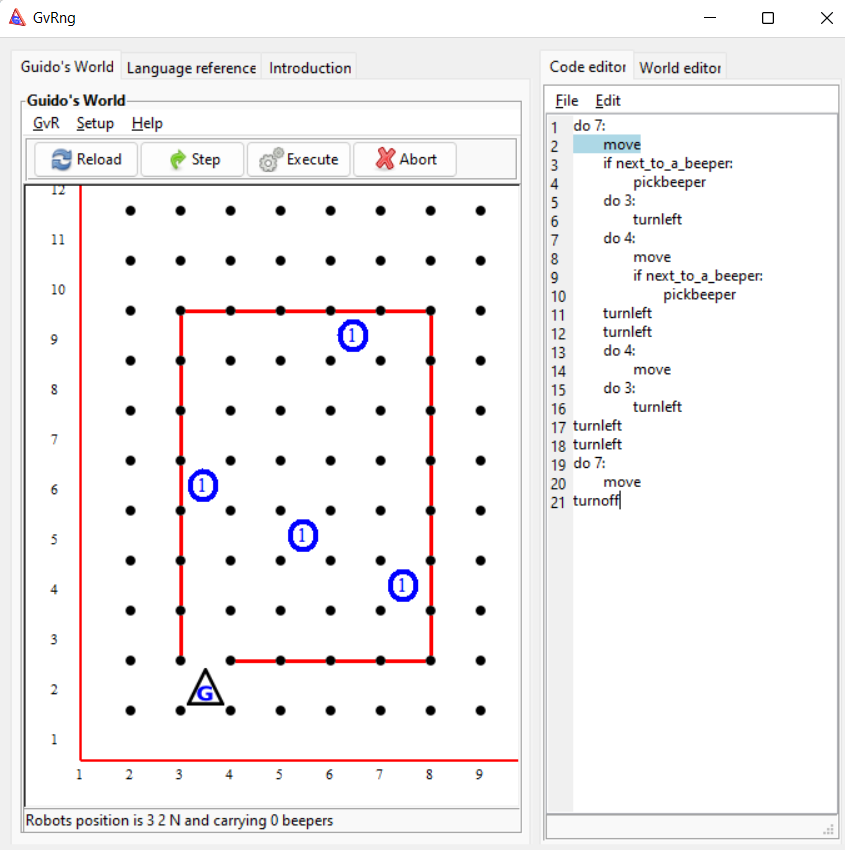 GvRng
Guido's World Language reference Introduction
Guido's World
GvR Setup Help
Reload Step Execute Abort
12
11
10
9
1
8
7
6
1
5
1
4
1
3
2
G
1
1 2 3 4 5 6 7 8 9
Robots position is 3 2 N and carrying 0 beepers
Code editor World editor
File Edit
1 do 7:
2 move
3 if next_to_a_beeper:
4 pickbeeper
5 do 3:
6 turnleft
7 do 4:
8 move
9 if next_to_a_beeper:
10 pickbeeper
11 turnleft
12 turnleft
13 do 4:
14 move
15 do 3:
16 turnleft
17 turnleft
18 turnleft
19 do 7:
20 move
21 turnoff